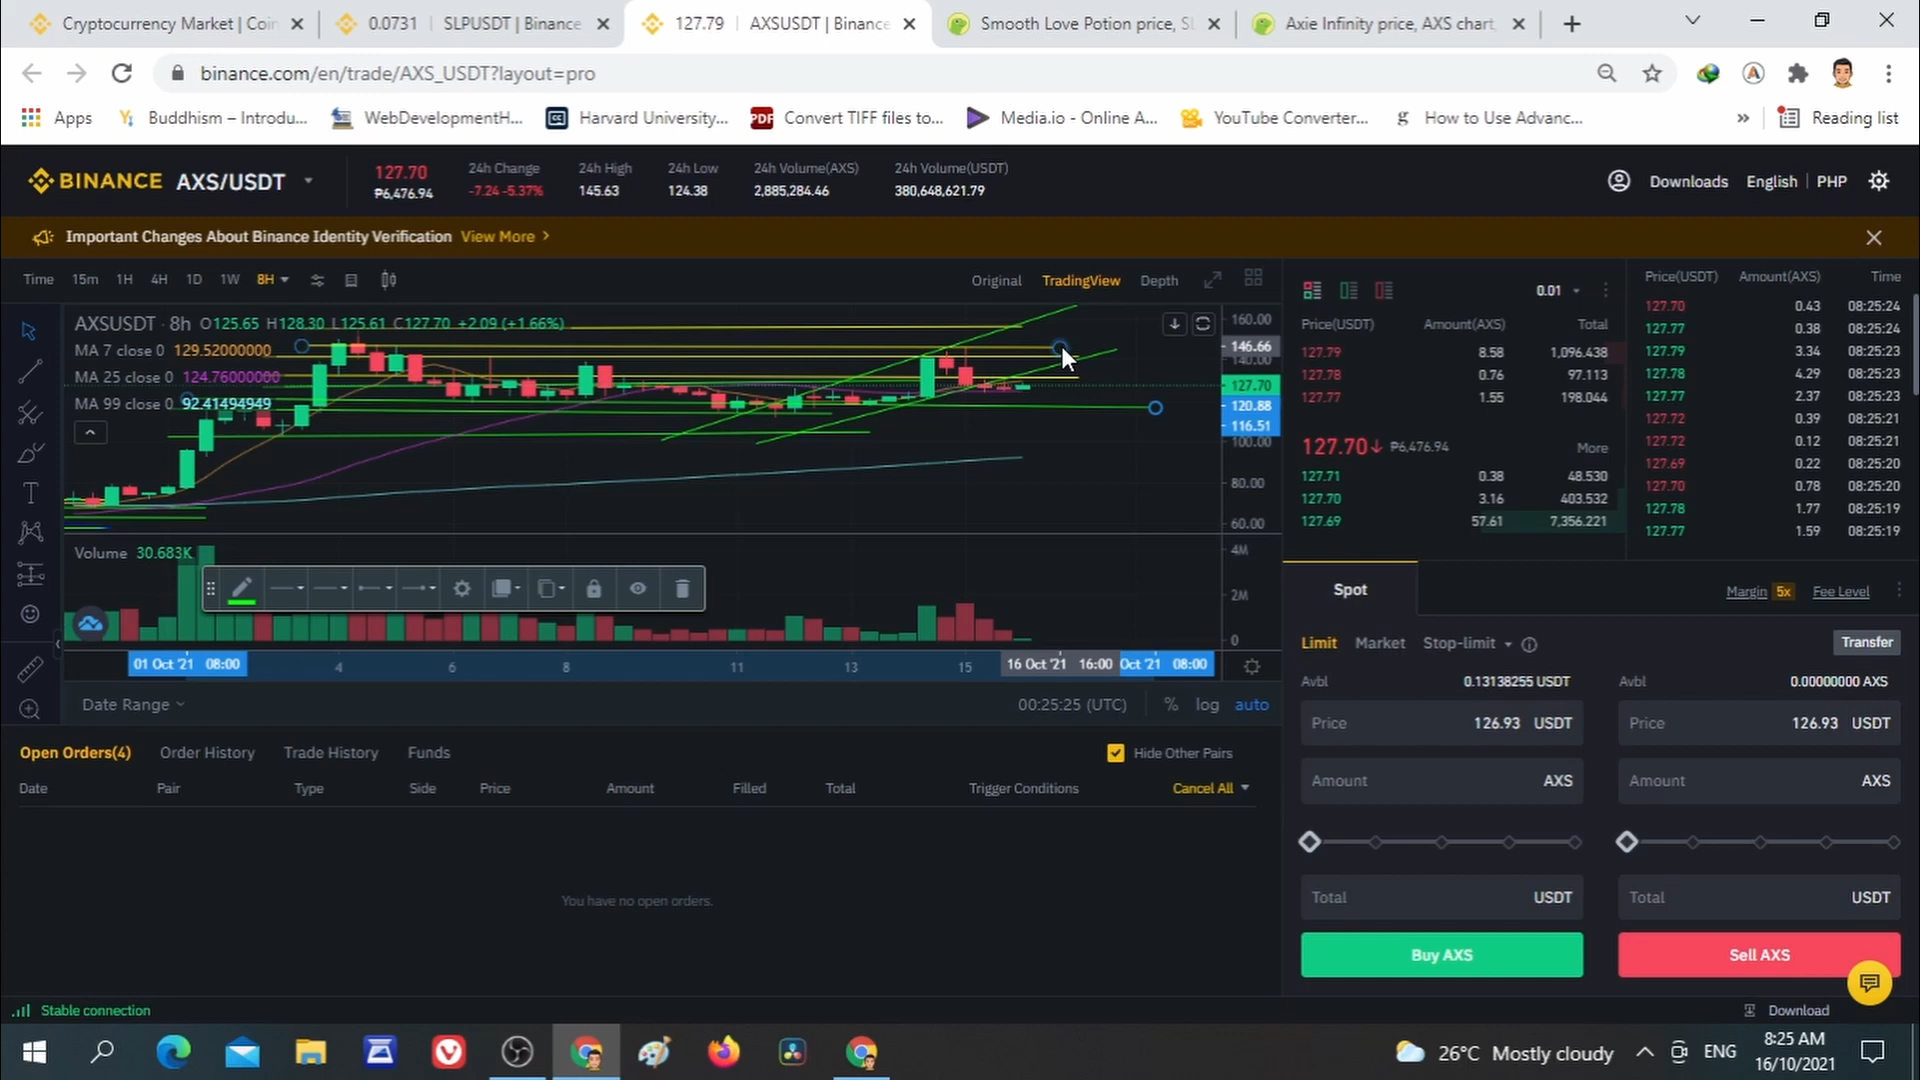 Cryptocurrency Market | Coin
0.0731 | SLPUSDT | Binance
127.79 | AXSUSDT | Binance
Smooth Love Potion price, SL
Axie Infinity price, AXS chart,
binance.com/en/trade/AXS_USDT?layout=pro
Apps
Buddhism – Introdu...
WebDevelopmentH...
Harvard University...
PDF Convert TIFF files to...
Media.io - Online A...
YouTube Converter...
g How to Use Advanc...
»
Reading list
BINANCE AXS/USDT
127.70
₱6,476.94
24h Change
-7.24 -5.37%
24h High
145.63
24h Low
124.38
24h Volume(AXS)
2,885,284.46
24h Volume(USDT)
380,648,621.79
Downloads English | PHP
Important Changes About Binance Identity Verification View More >
Time 15m 1H 4H 1D 1W 8H
Original TradingView Depth
AXSUSDT · 8h O125.65 H128.30 L125.61 C127.70 +2.09 (+1.66%)
MA 7 close 0 129.52000000
MA 25 close 0 124.76000000
MA 99 close 0 92.41494949
160.00
146.66
140.00
127.70
120.88
116.51
100.00
80.00
60.00
Volume 30.683K
4M
2M
0
01 Oct '21 08:00 4 6 8 11 13 15 16 Oct '21 16:00 Oct '21 08:00
Date Range
00:25:25 (UTC) % log auto
Open Orders(4) Order History Trade History Funds
Hide Other Pairs
Date Pair Type Side Price Amount Filled Total Trigger Conditions Cancel All
You have no open orders.
0.01
Price(USDT) Amount(AXS) Total
127.79 8.58 1,096.438
127.78 0.76 97.113
127.77 1.55 198.044
127.70↓ ₱6,476.94 More
127.71 0.38 48.530
127.70 3.16 403.532
127.69 57.61 7,356.221
Price(USDT) Amount(AXS) Time
127.70 0.43 08:25:24
127.77 0.38 08:25:24
127.79 3.34 08:25:23
127.78 4.29 08:25:23
127.77 2.37 08:25:23
127.72 0.39 08:25:21
127.72 0.12 08:25:21
127.69 0.22 08:25:20
127.70 0.78 08:25:20
127.78 1.77 08:25:19
127.77 1.59 08:25:19
Spot
Margin 5x Fee Level
Limit Market Stop-limit
Transfer
Avbl 0.13138255 USDT
Avbl 0.00000000 AXS
Price 126.93 USDT
Price 126.93 USDT
Amount AXS
Amount AXS
Total USDT
Total USDT
Buy AXS
Sell AXS
Stable connection
Download
26°C Mostly cloudy
ENG
8:25 AM
16/10/2021